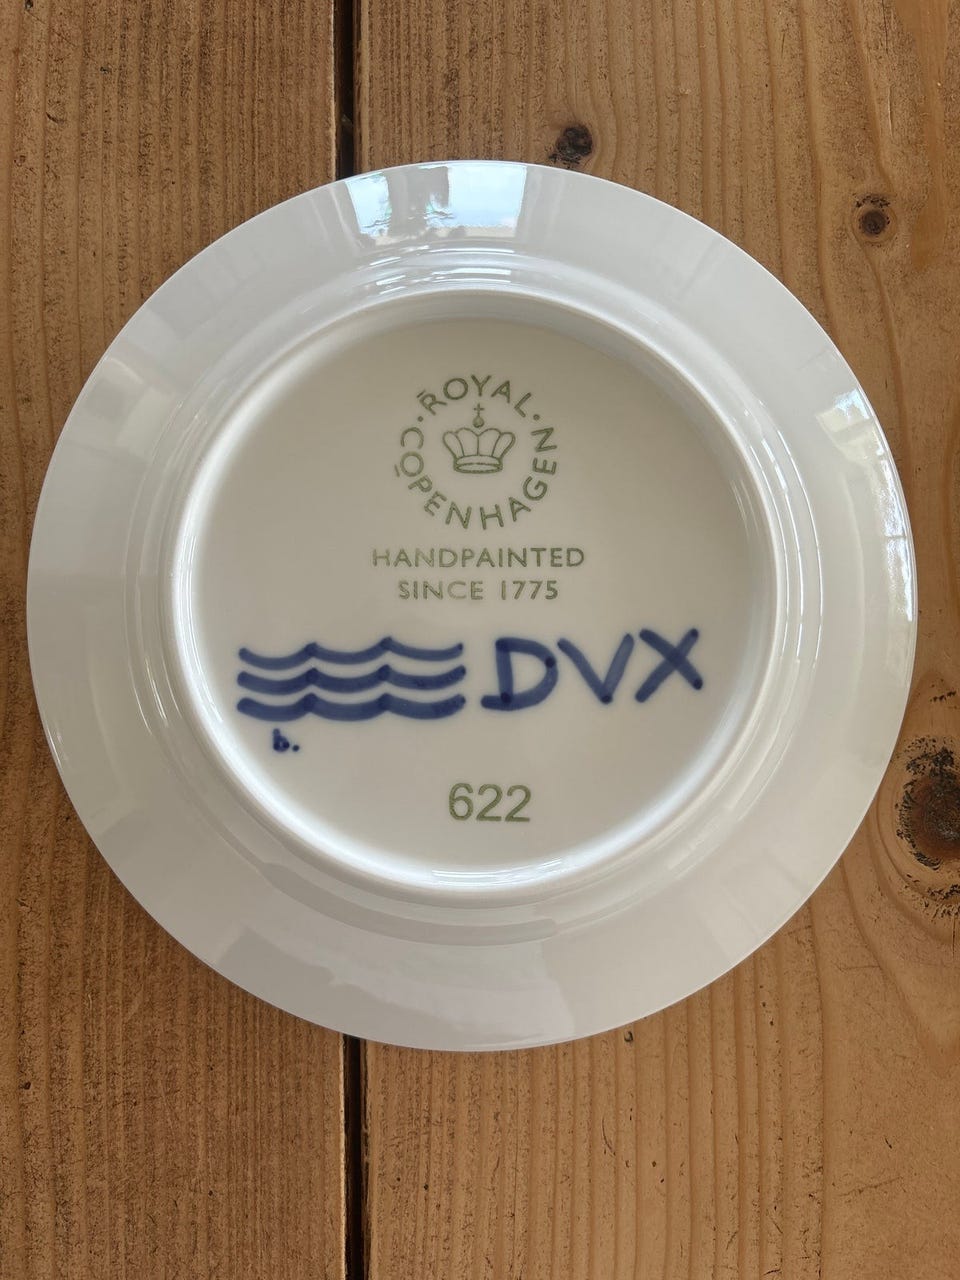 ROYAL · COPENHAGEN ·
HANDPAINTED
SINCE 1775
DVX
b.
622